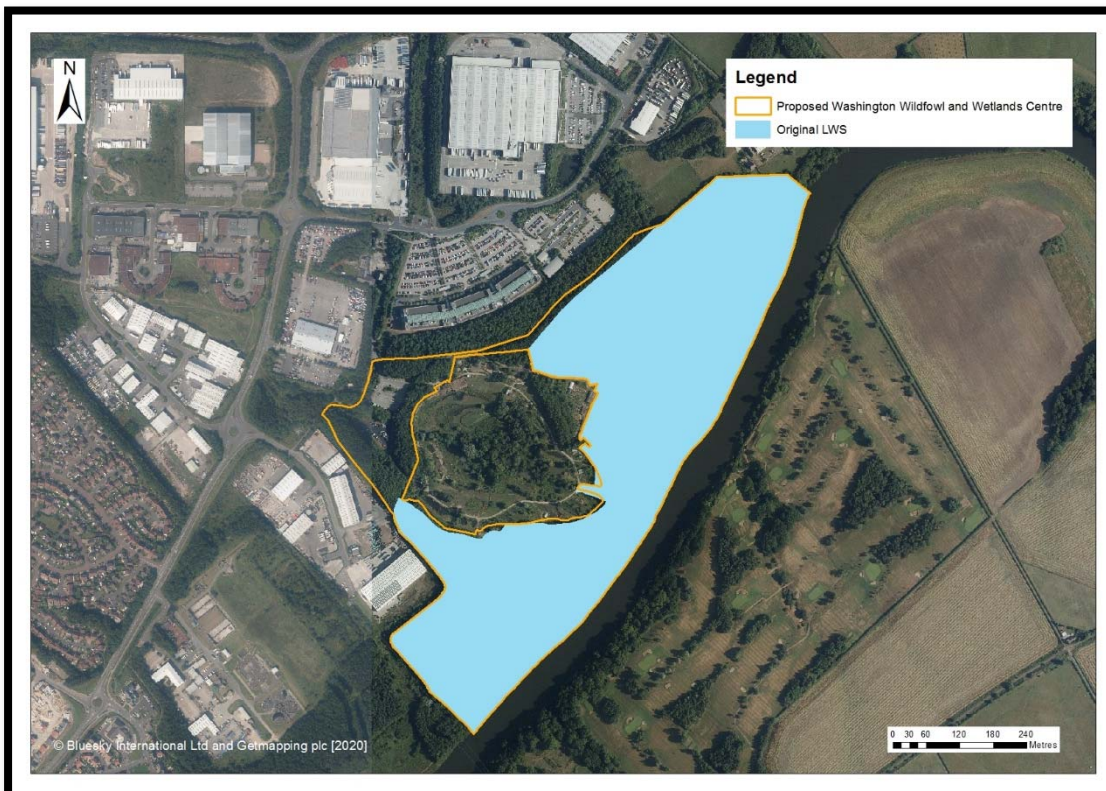 N
Legend
Proposed Washington Wildfowl and Wetlands Centre
Original LWS
© Bluesky International Ltd and Getmapping plc [2020]
0 30 60 120 180 240
Metres